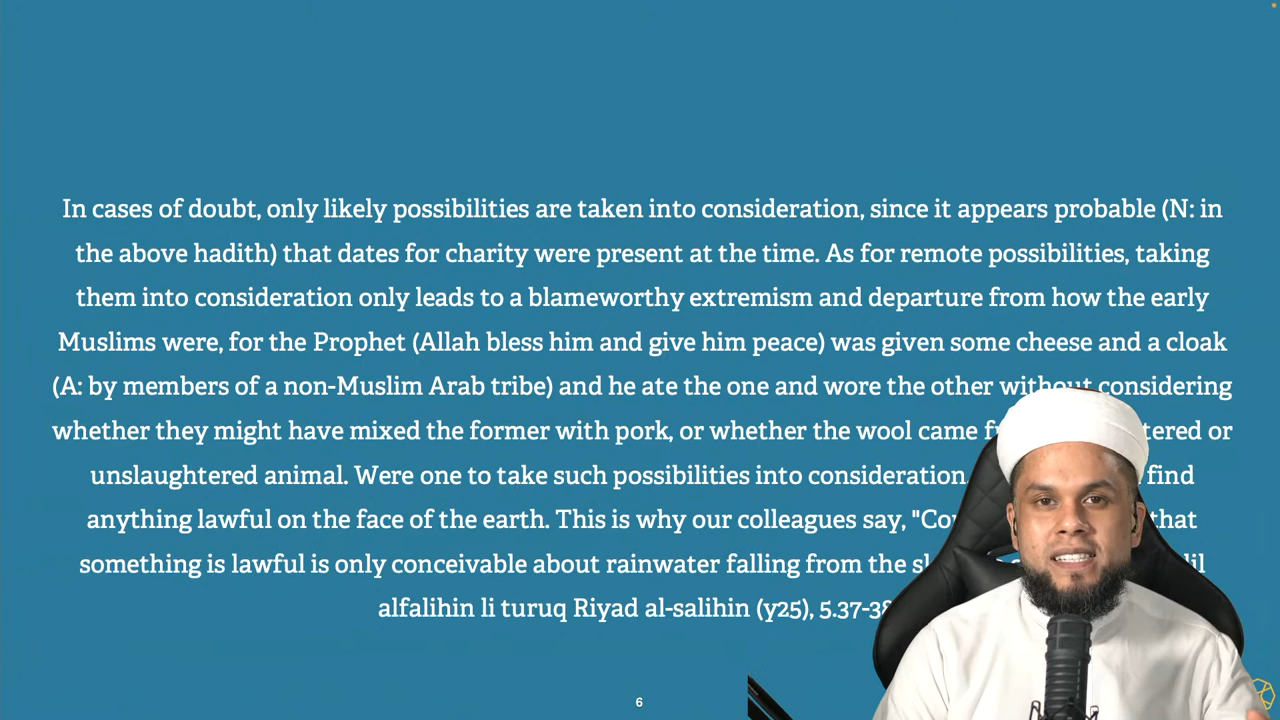 In cases of doubt, only likely possibilities are taken into consideration, since it appears probable (N: in
the above hadith) that dates for charity were present at the time. As for remote possibilities, taking
them into consideration only leads to a blameworthy extremism and departure from how the early
Muslims were, for the Prophet (Allah bless him and give him peace) was given some cheese and a cloak
(A: by members of a non-Muslim Arab tribe) and he ate the one and wore the other without considering
whether they might have mixed the former with pork, or whether the wool came or
unslaughtered animal. Were one to take such possibilities into consideration, find
anything lawful on the face of the earth. This is why our colleagues say, " that
something is lawful is only conceivable about rainwater falling from the
alfalihin li turuq Riyad al-salihin (y25), 5.37-38
6